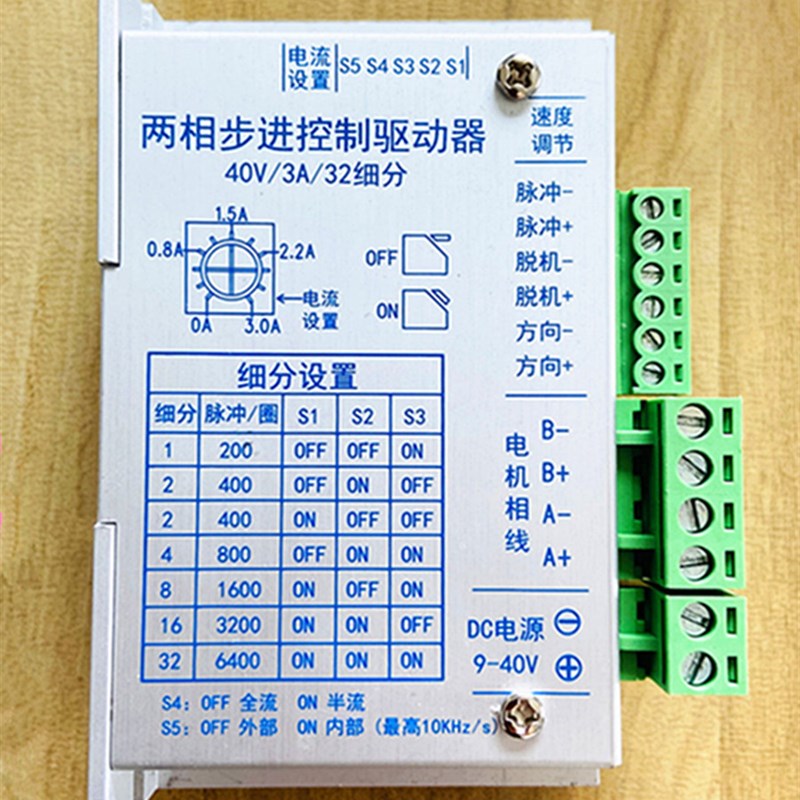 电流设置 S5 S4 S3 S2 S1
速度调节
两相步进控制驱动器
40V/3A/32细分
1.5A
0.8A 2.2A
0A 3.0A
电流设置
OFF
ON
脉冲-
脉冲+
脱机-
脱机+
方向-
方向+
细分设置
细分 脉冲/圈 S1 S2 S3
1 200 OFF OFF ON
2 400 OFF ON OFF
2 400 ON OFF OFF
4 800 OFF ON ON
8 1600 ON OFF ON
16 3200 ON ON OFF
32 6400 ON ON ON
电机相线
B-
B+
A-
A+
DC电源 -
9-40V +
S4: OFF 全流 ON 半流
S5: OFF 外部 ON 内部 (最高10KHz/s)